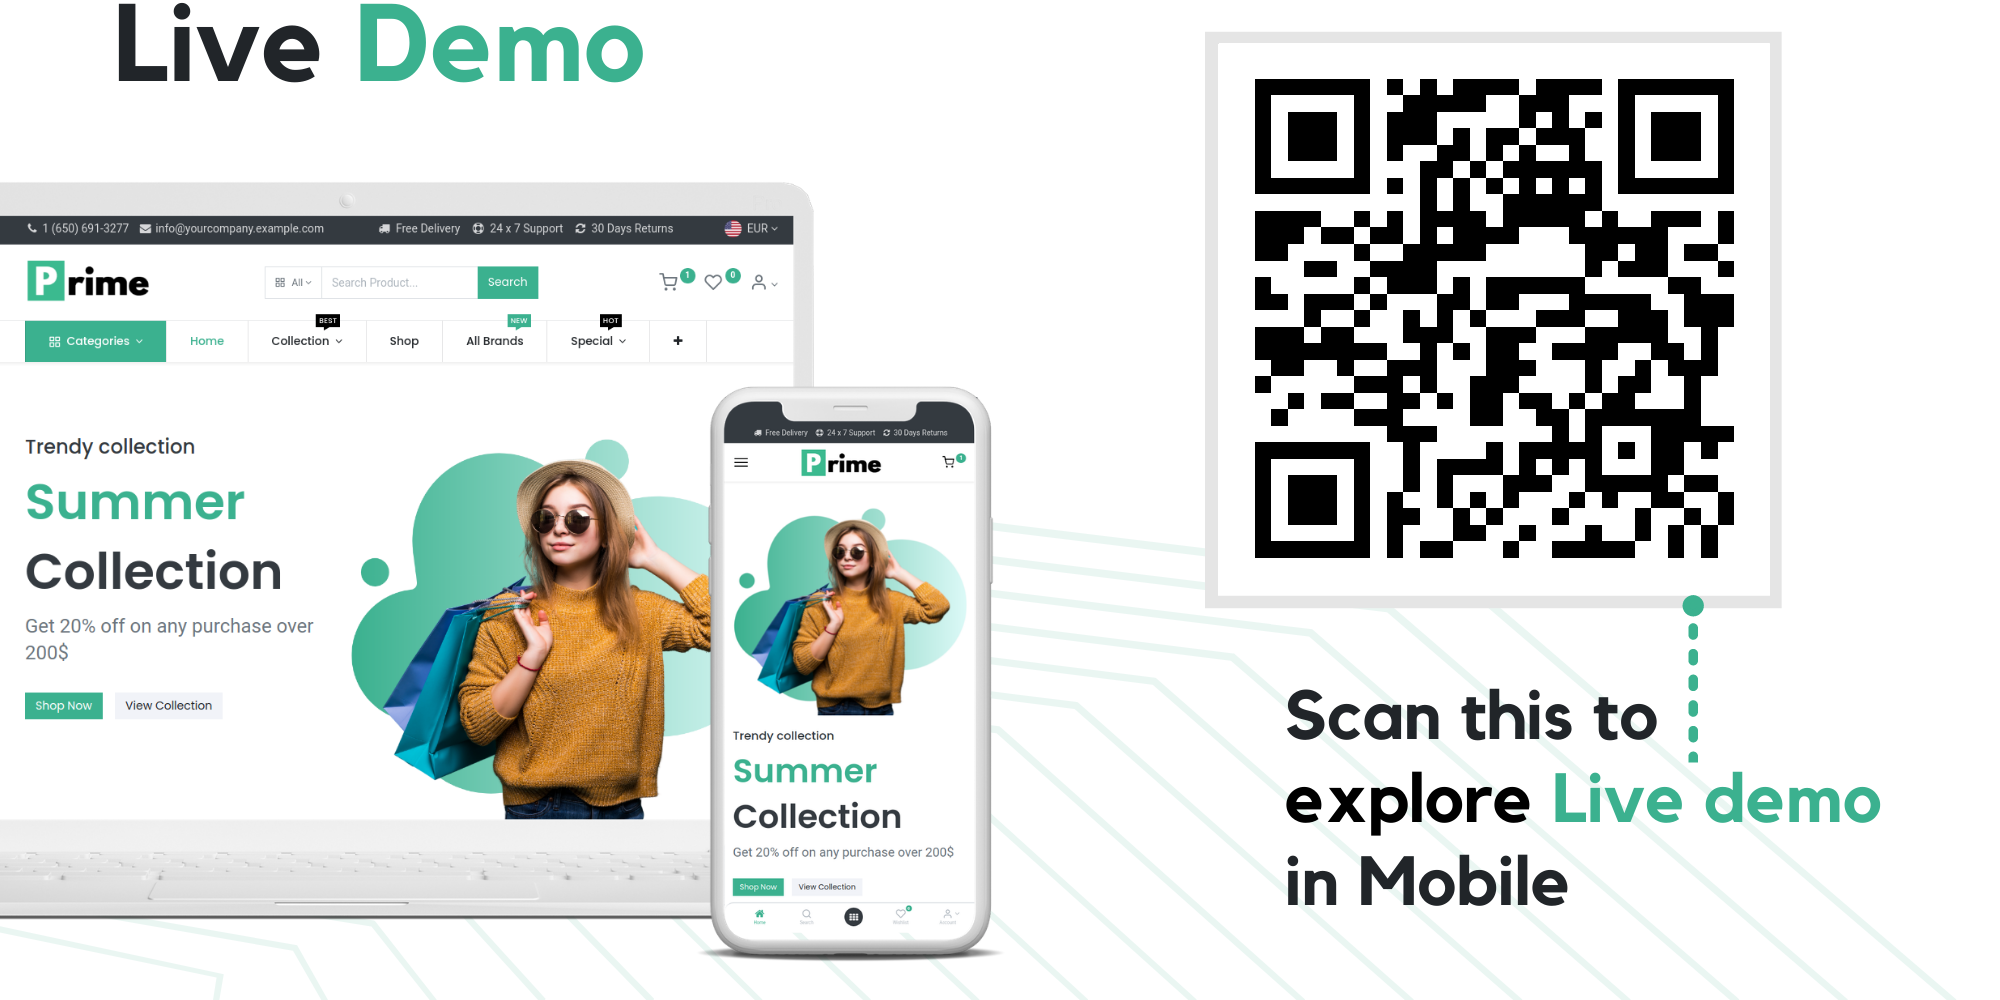 Live Demo
1 (650) 691-3277 info@yourcompany.example.com Free Delivery 24 x 7 Support 30 Days Returns EUR
Prime All Search Product... Search 1 0
BEST NEW HOT
Categories Home Collection Shop All Brands Special
Trendy collection
Summer
Collection
Get 20% off on any purchase over
200$
Shop Now View Collection
Free Delivery 24 x 7 Support 30 Days Returns
Prime 1
Trendy collection
Summer
Collection
Get 20% off on any purchase over 200$
Shop Now View Collection
Home Search Wishlist Account
Scan this to
explore Live demo
in Mobile